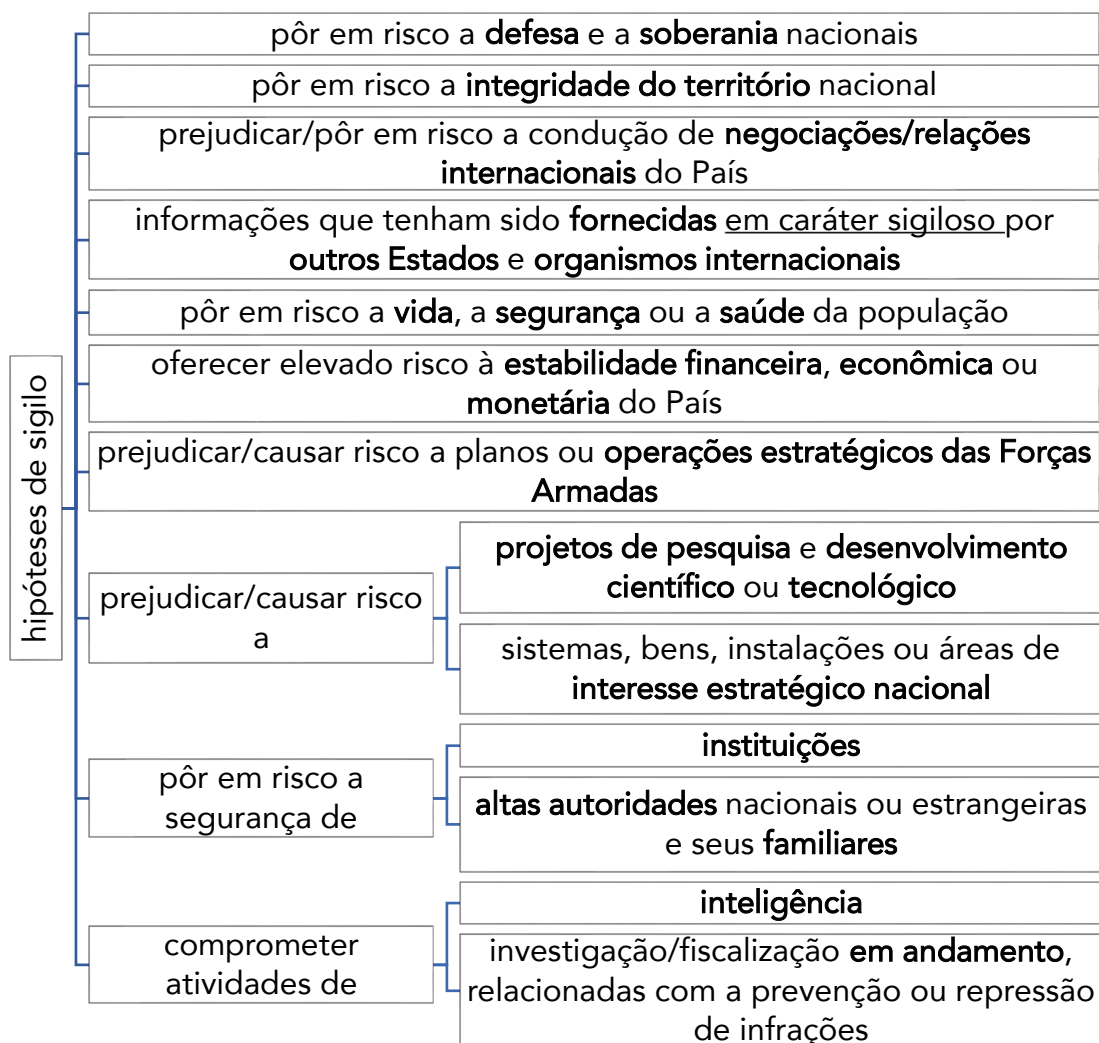 hipóteses de sigilo
pôr em risco a defesa e a soberania nacionais
pôr em risco a integridade do território nacional
prejudicar/pôr em risco a condução de negociações/relações
internacionais do País
informações que tenham sido fornecidas em caráter sigiloso por
outros Estados e organismos internacionais
pôr em risco a vida, a segurança ou a saúde da população
oferecer elevado risco à estabilidade financeira, econômica ou
monetária do País
prejudicar/causar risco a planos ou operações estratégicos das Forças
Armadas
prejudicar/causar risco
a
projetos de pesquisa e desenvolvimento
científico ou tecnológico
sistemas, bens, instalações ou áreas de
interesse estratégico nacional
pôr em risco a
segurança de
instituições
altas autoridades nacionais ou estrangeiras
e seus familiares
comprometer
atividades de
inteligência
investigação/fiscalização em andamento,
relacionadas com a prevenção ou repressão
de infrações